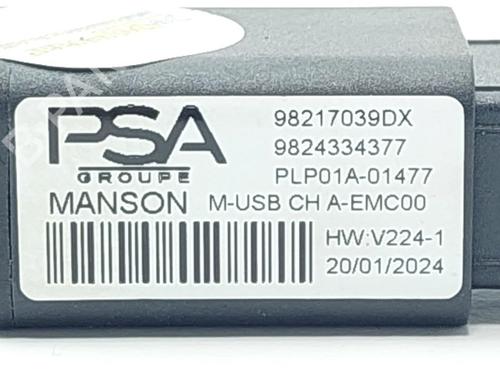 PSA
GROUPE
98217039DX
9824334377
PLP01A-01477
MANSON M-USB CH A-EMC00
HW:V224-1
20/01/2024